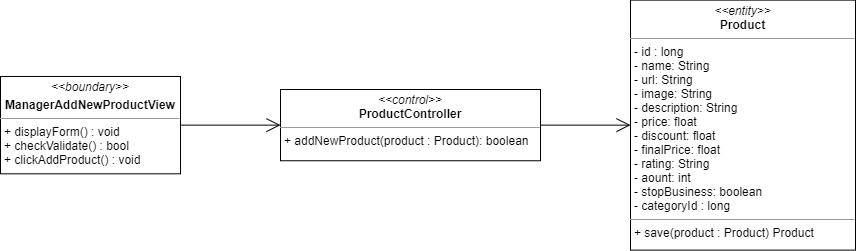 <<boundary>>
ManagerAddNewProductView
+ displayForm() : void
+ checkValidate() : bool
+ clickAddProduct() : void
<<control>>
ProductController
+ addNewProduct(product : Product): boolean
<<entity>>
Product
- id : long
- name: String
- url: String
- image: String
- description: String
- price: float
- discount: float
- finalPrice: float
- rating: String
- aount: int
- stopBusiness: boolean
- categoryId : long
+ save(product : Product) Product